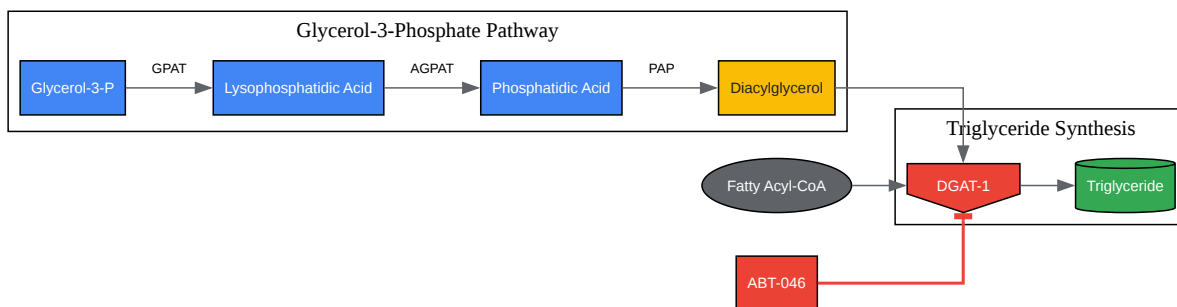 Glycerol-3-Phosphate Pathway
GPAT
AGPAT
PAP
Glycerol-3-P
Lysophosphatidic Acid
Phosphatidic Acid
Diacylglycerol
Triglyceride Synthesis
Fatty Acyl-CoA
DGAT-1
Triglyceride
ABT-046